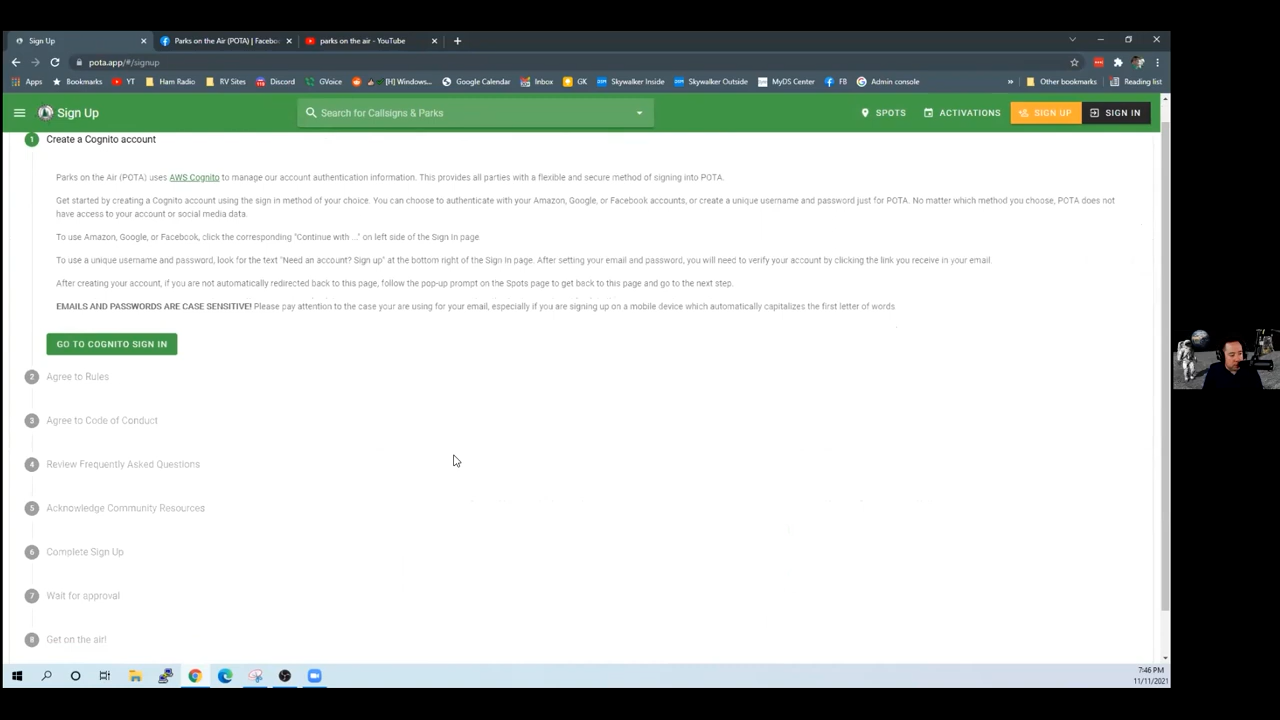 Sign Up
Parks on the Air (POTA) | Facebo
parks on the air - YouTube
pota.app/#/signup
Apps
Bookmarks
YT
Ham Radio
RV Sites
Discord
GVoice
[H] Windows...
Skywalker
Google Calendar
Inbox
GK
Skywalker Inside
Skywalker Outside
MyDS Center
FB
Admin console
»
Other bookmarks
Reading list
Sign Up
Search for Callsigns & Parks
SPOTS
ACTIVATIONS
SIGN UP
SIGN IN
1 Create a Cognito account
Parks on the Air (POTA) uses AWS Cognito to manage our account authentication information. This provides all parties with a flexible and secure method of signing into POTA.
Get started by creating a Cognito account using the sign in method of your choice. You can choose to authenticate with your Amazon, Google, or Facebook accounts, or create a unique username and password just for POTA. No matter which method you choose, POTA does not
have access to your account or social media data.
To use Amazon, Google, or Facebook, click the corresponding "Continue with ..." on left side of the Sign In page
To use a unique username and password, look for the text "Need an account? Sign up" at the bottom right of the Sign In page. After setting your email and password, you will need to verify your account by clicking the link you receive in your email.
After creating your account, if you are not automatically redirected back to this page, follow the pop-up prompt on the Spots page to get back to this page and go to the next step.
EMAILS AND PASSWORDS ARE CASE SENSITIVE! Please pay attention to the case your are using for your email, especially if you are signing up on a mobile device which automatically capitalizes the first letter of words
GO TO COGNITO SIGN IN
2 Agree to Rules
3 Agree to Code of Conduct
4 Review Frequently Asked Questions
5 Acknowledge Community Resources
6 Complete Sign Up
7 Wait for approval
8 Get on the air!
7:46 PM
11/11/2021